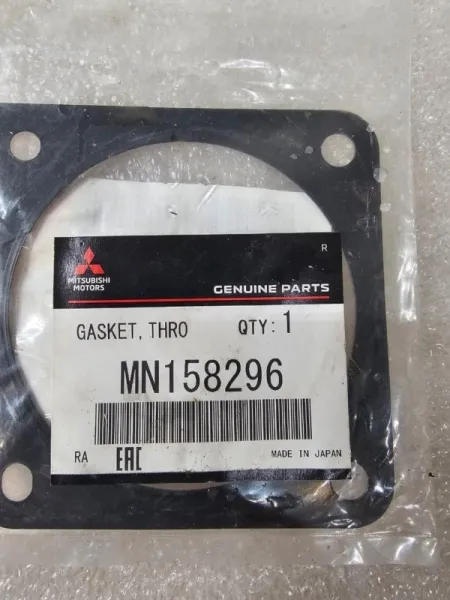 R
MITSUBISHI
MOTORS
GENUINE PARTS
GASKET, THRO QTY: 1
MN158296
RA EAC MADE IN JAPAN